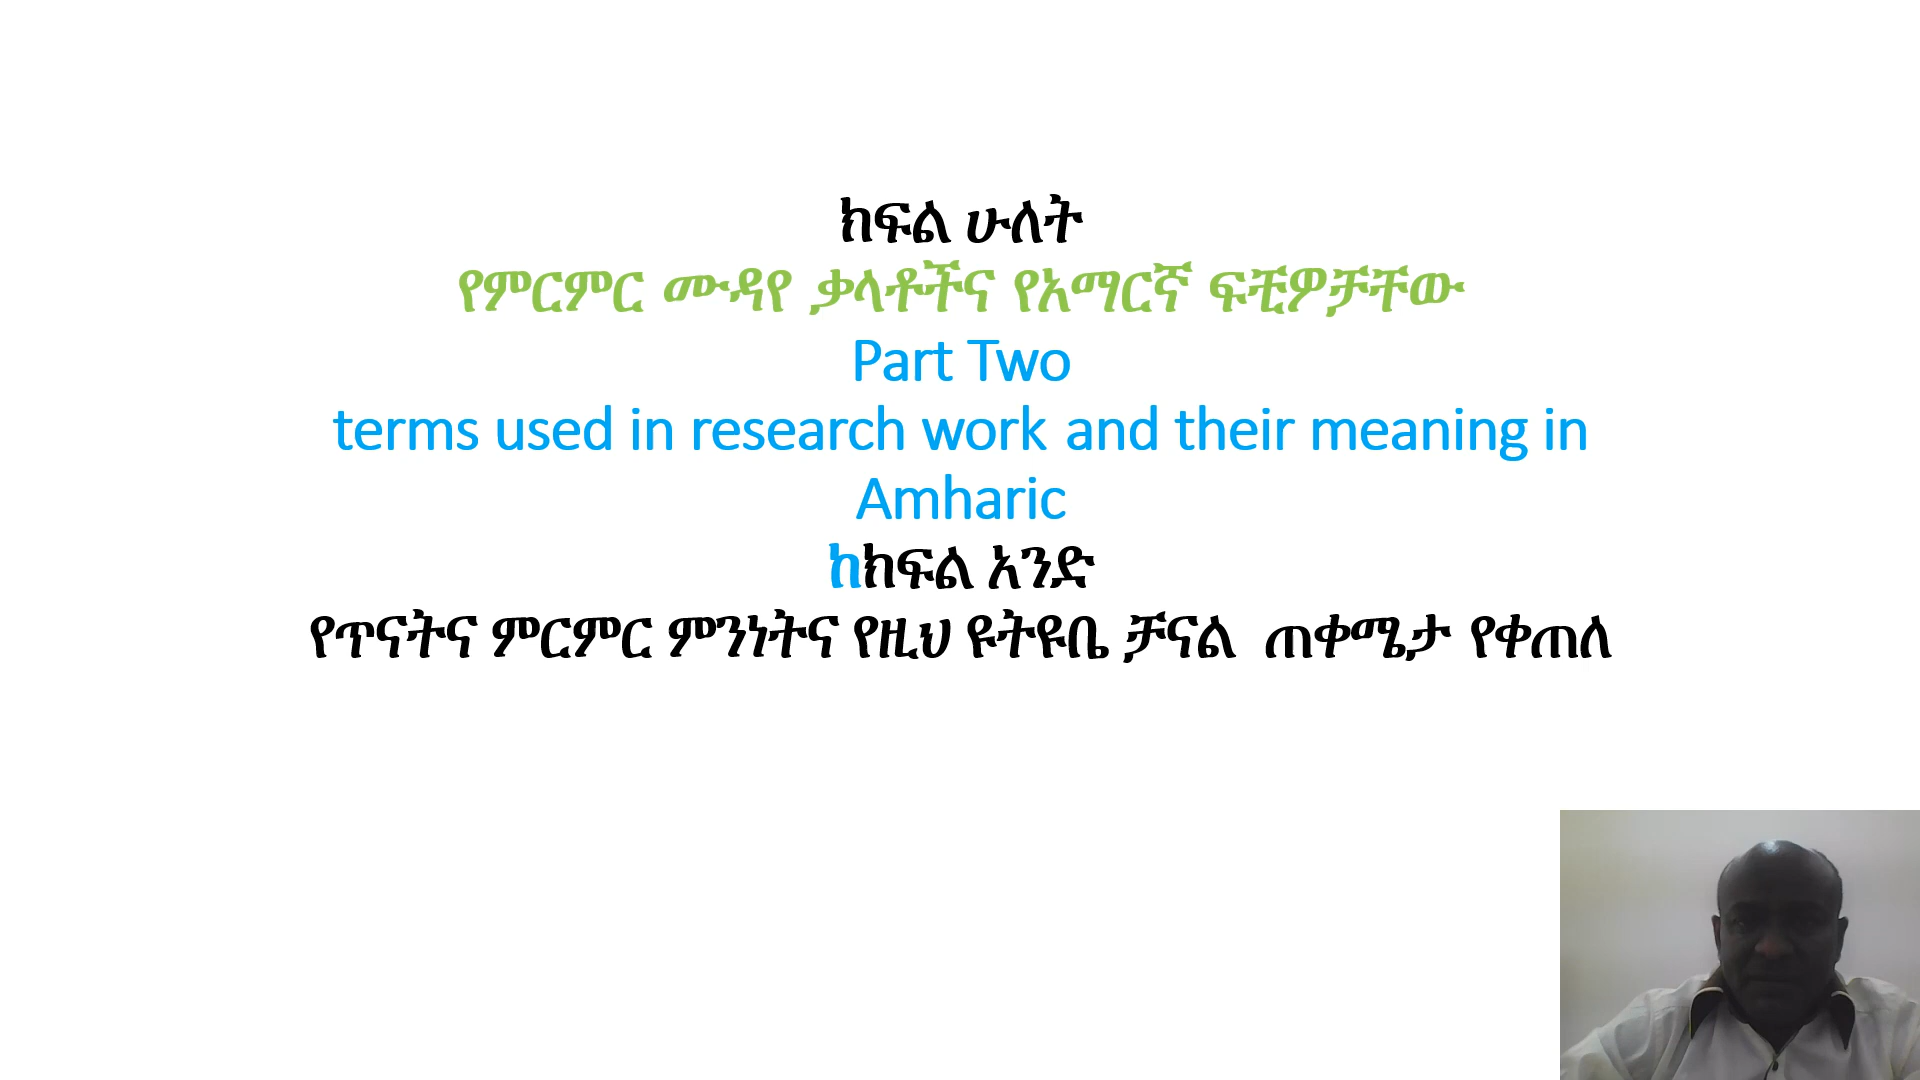 ክፍል ሁለት
የምርምር ሙዳየ ቃላቶችና የአማርኛ ፍቺዎቻቸው
Part Two
terms used in research work and their meaning in
Amharic
ከክፍል አንድ
የጥናትና ምርምር ምንነትና የዚህ ዩትዩቤ ቻናል ጠቀሜታ የቀጠለ